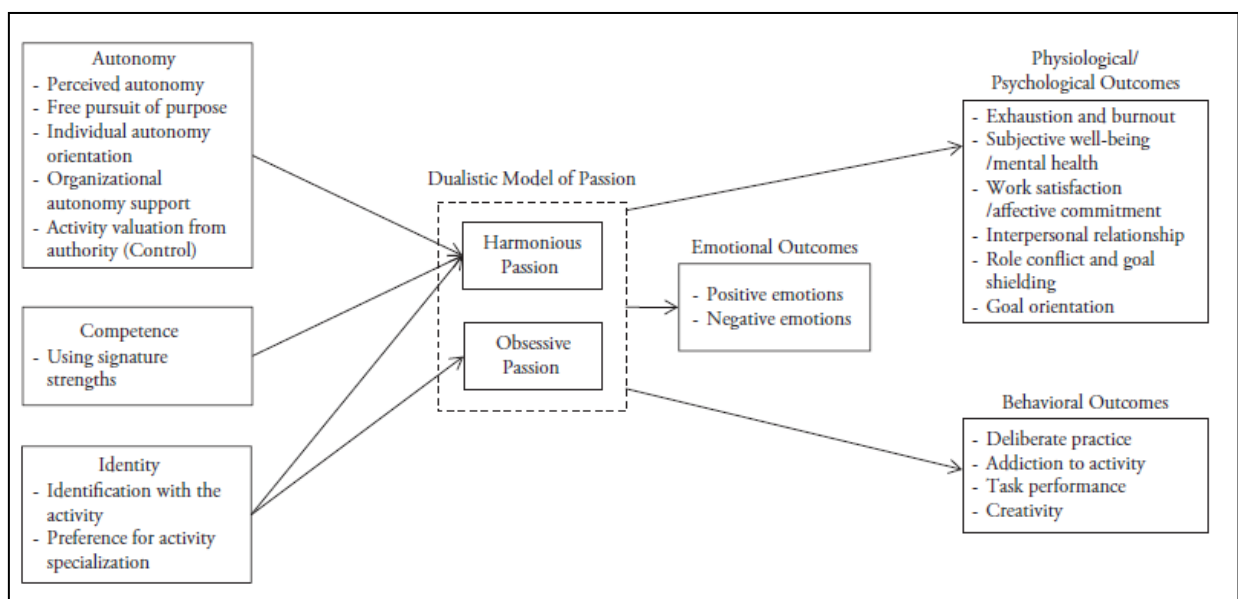 Autonomy
- Perceived autonomy
- Free pursuit of purpose
- Individual autonomy
orientation
- Organizational
autonomy support
- Activity valuation from
authority (Control)
Competence
- Using signature
strengths
Identity
- Identification with the
activity
- Preference for activity
specialization
Dualistic Model of Passion
Harmonious
Passion
Obsessive
Passion
Emotional Outcomes
- Positive emotions
- Negative emotions
Physiological/
Psychological Outcomes
- Exhaustion and burnout
- Subjective well-being
/mental health
- Work satisfaction
/affective commitment
- Interpersonal relationship
- Role conflict and goal
shielding
- Goal orientation
Behavioral Outcomes
- Deliberate practice
- Addiction to activity
- Task performance
- Creativity